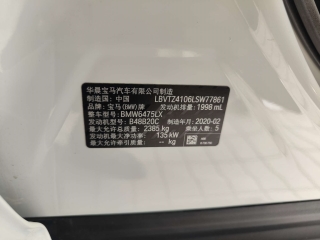 华晨宝马汽车有限公司制造
制造国：中国 LBVTZ4106LSW77861
品牌：宝马(BMW)牌 发动机排量：1998 mL
整车型号：BMW6475LX
发动机型号：B48B20C 制造年月：2020-02
最大允许总质量：2385kg 乘坐人数：5
发动机最大净功率：135kW
最大允许牵引质量：-- kg